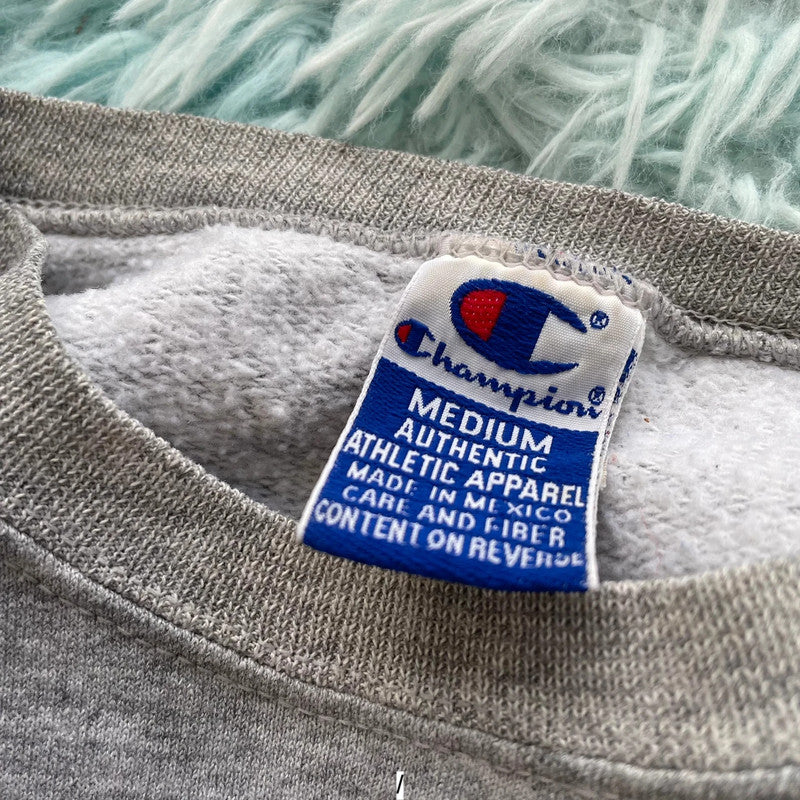 Champion®
MEDIUM
AUTHENTIC
ATHLETIC APPAREL
MADE IN MEXICO
CARE AND FIBER
CONTENT ON REVERSE